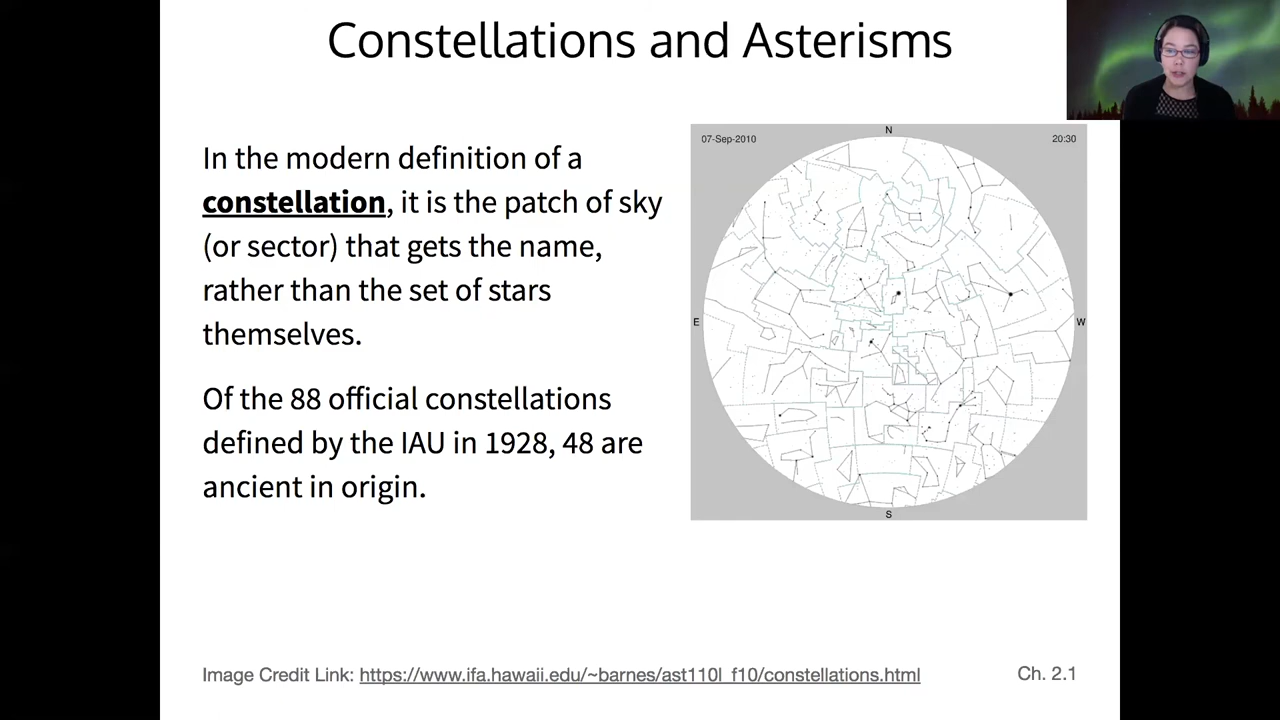 Constellations and Asterisms
In the modern definition of a
constellation, it is the patch of sky
(or sector) that gets the name,
rather than the set of stars
themselves.
Of the 88 official constellations
defined by the IAU in 1928, 48 are
ancient in origin.
N
07-Sep-2010
20:30
E
W
S
Image Credit Link: https://www.ifa.hawaii.edu/~barnes/ast110l_f10/constellations.html
Ch. 2.1